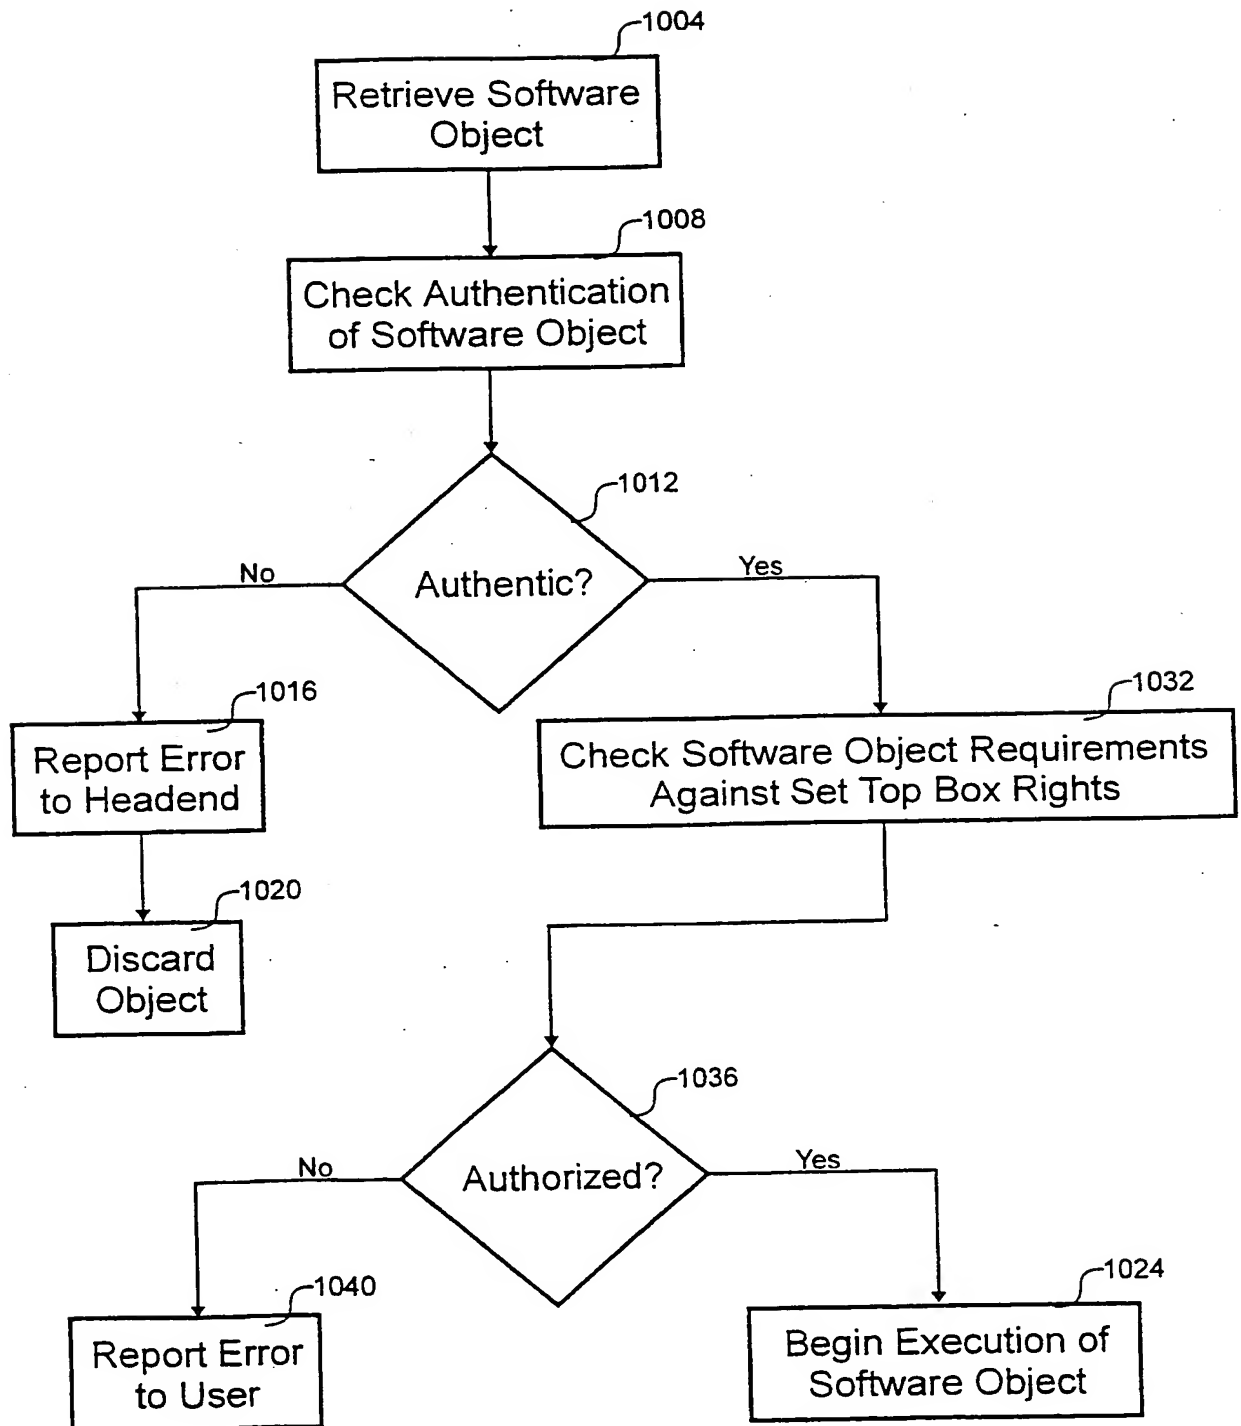 1004
Retrieve Software
Object
1008
Check Authentication
of Software Object
1012
Authentic?
No
Yes
1016
Report Error
to Headend
1032
Check Software Object Requirements
Against Set Top Box Rights
1020
Discard
Object
1036
Authorized?
No
Yes
1040
Report Error
to User
1024
Begin Execution of
Software Object